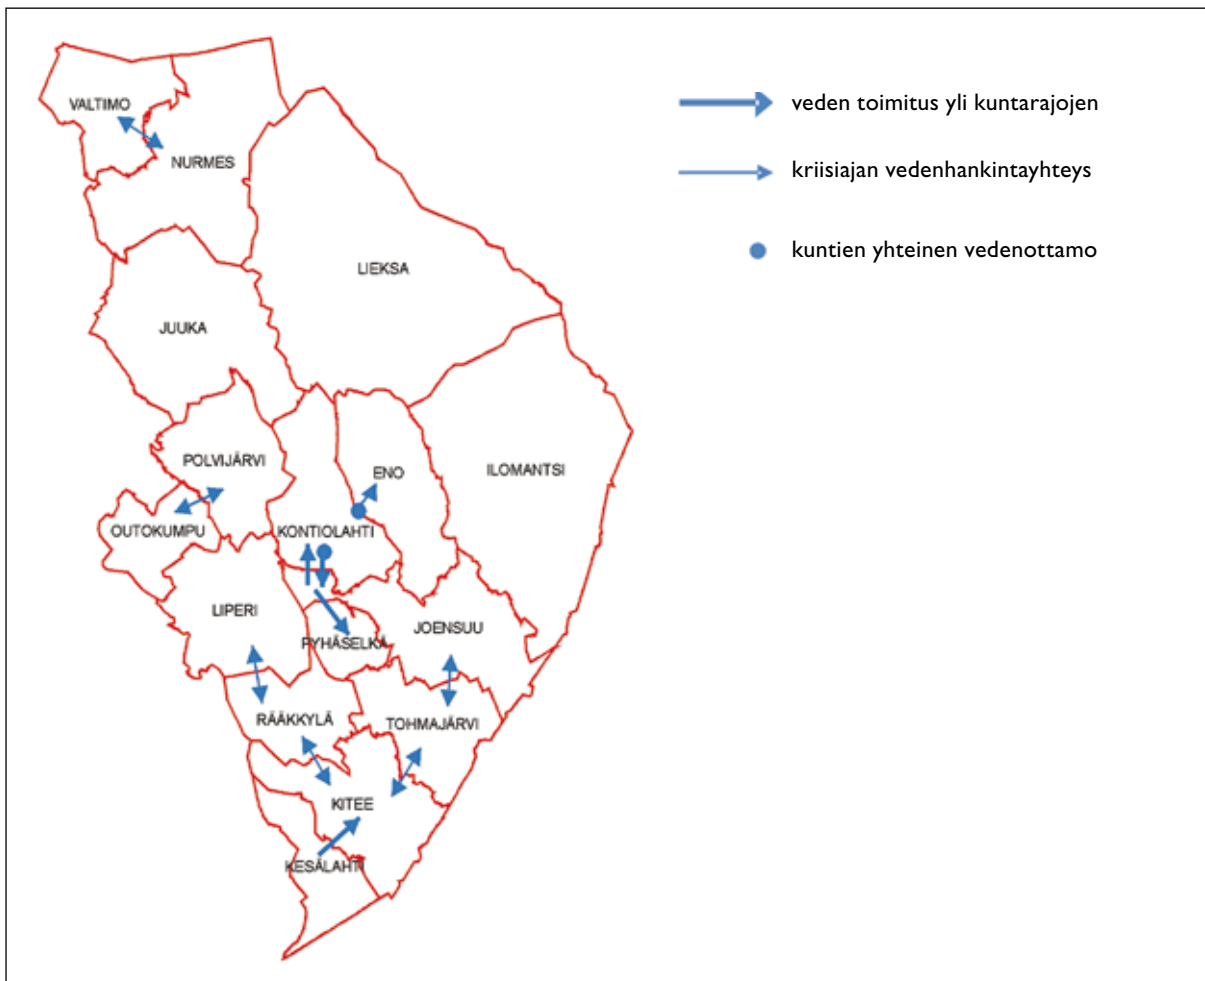 veden toimitus yli kuntarajojen
kriisiajan vedenhankintayhteys
kuntien yhteinen vedenottamo
VALTIMO
NURMES
LIEKSA
JUUKA
POLVIJÄRVI
ENO
ILOMANTSI
OUTOKUMPU
KONTIOLAHTI
LIPERI
JOENSUU
PYHÄSELKÄ
RÄÄKKYLÄ
TOHMAJÄRVI
KITEE
KESÄLAHTI